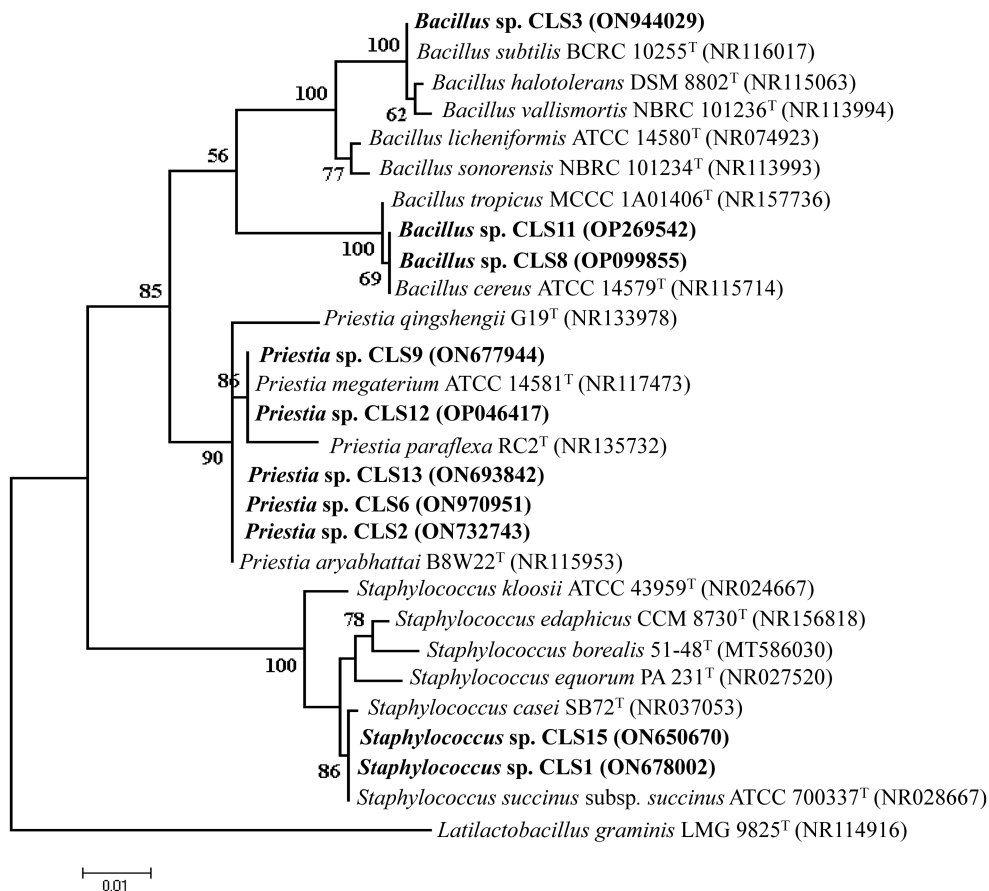 Bacillus sp. CLS3 (ON944029)
100
Bacillus subtilis BCRC 10255T (NR116017)
Bacillus halotolerans DSM 8802T (NR115063)
100
62
Bacillus vallismortis NBRC 101236T (NR113994)
Bacillus licheniformis ATCC 14580T (NR074923)
56
77
Bacillus sonorensis NBRC 101234T (NR113993)
Bacillus tropicus MCCC 1A01406T (NR157736)
Bacillus sp. CLS11 (OP269542)
100
Bacillus sp. CLS8 (OP099855)
69
Bacillus cereus ATCC 14579T (NR115714)
85
Priestia qingshengii G19T (NR133978)
Priestia sp. CLS9 (ON677944)
86
Priestia megaterium ATCC 14581T (NR117473)
Priestia sp. CLS12 (OP046417)
Priestia paraflexa RC2T (NR135732)
90
Priestia sp. CLS13 (ON693842)
Priestia sp. CLS6 (ON970951)
Priestia sp. CLS2 (ON732743)
Priestia aryabhattai B8W22T (NR115953)
Staphylococcus kloosii ATCC 43959T (NR024667)
78
Staphylococcus edaphicus CCM 8730T (NR156818)
Staphylococcus borealis 51-48T (MT586030)
100
Staphylococcus equorum PA 231T (NR027520)
Staphylococcus casei SB72T (NR037053)
Staphylococcus sp. CLS15 (ON650670)
86
Staphylococcus sp. CLS1 (ON678002)
Staphylococcus succinus subsp. succinus ATCC 700337T (NR028667)
Latilactobacillus graminis LMG 9825T (NR114916)
0.01